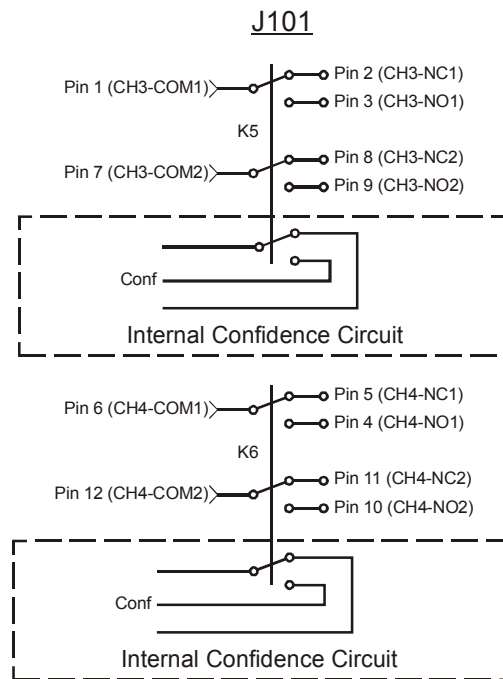 J101
Pin 1 (CH3-COM1)
Pin 2 (CH3-NC1)
Pin 3 (CH3-NO1)
K5
Pin 7 (CH3-COM2)
Pin 8 (CH3-NC2)
Pin 9 (CH3-NO2)
Conf
Internal Confidence Circuit
Pin 6 (CH4-COM1)
Pin 5 (CH4-NC1)
Pin 4 (CH4-NO1)
K6
Pin 12 (CH4-COM2)
Pin 11 (CH4-NC2)
Pin 10 (CH4-NO2)
Conf
Internal Confidence Circuit